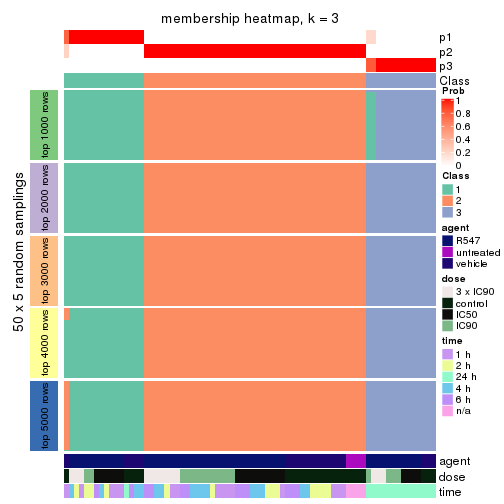 membership heatmap, k = 3
p1
p2
p3
Class
Prob
1
0.8
0.6
0.4
0.2
0
Class
1
2
3
agent
R547
untreated
vehicle
dose
3 x IC90
control
IC50
IC90
time
1 h
2 h
24 h
4 h
6 h
n/a
50 x 5 random samplings
top 1000 rows
top 2000 rows
top 3000 rows
top 4000 rows
top 5000 rows
agent
dose
time